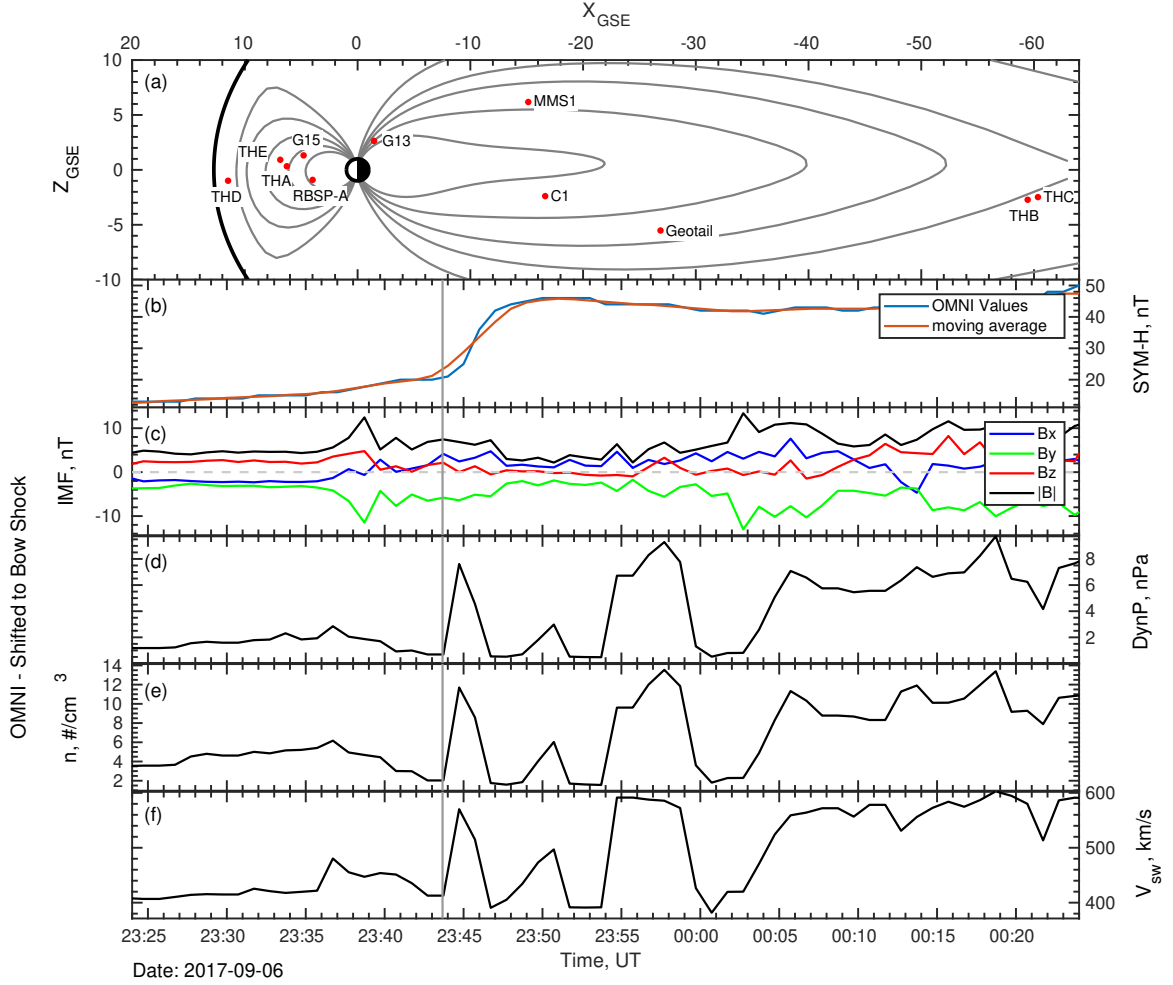 X_GSE
20 10 0 -10 -20 -30 -40 -50 -60
(a)
10
5
0
-5
-10
Z_GSE
MMS1
G15
G13
THE
THA
THD
RBSP-A
C1
Geotail
THC
THB
(b)
OMNI Values
moving average
50
40
30
20
SYM-H, nT
(c)
10
0
-10
IMF, nT
Bx
By
Bz
|B|
OMNI - Shifted to Bow Shock
(d)
8
6
4
2
DynP, nPa
(e)
14
12
10
8
6
4
2
n, #/cm^3
(f)
600
500
400
V_sw, km/s
23:25 23:30 23:35 23:40 23:45 23:50 23:55 00:00 00:05 00:10 00:15 00:20
Time, UT
Date: 2017-09-06